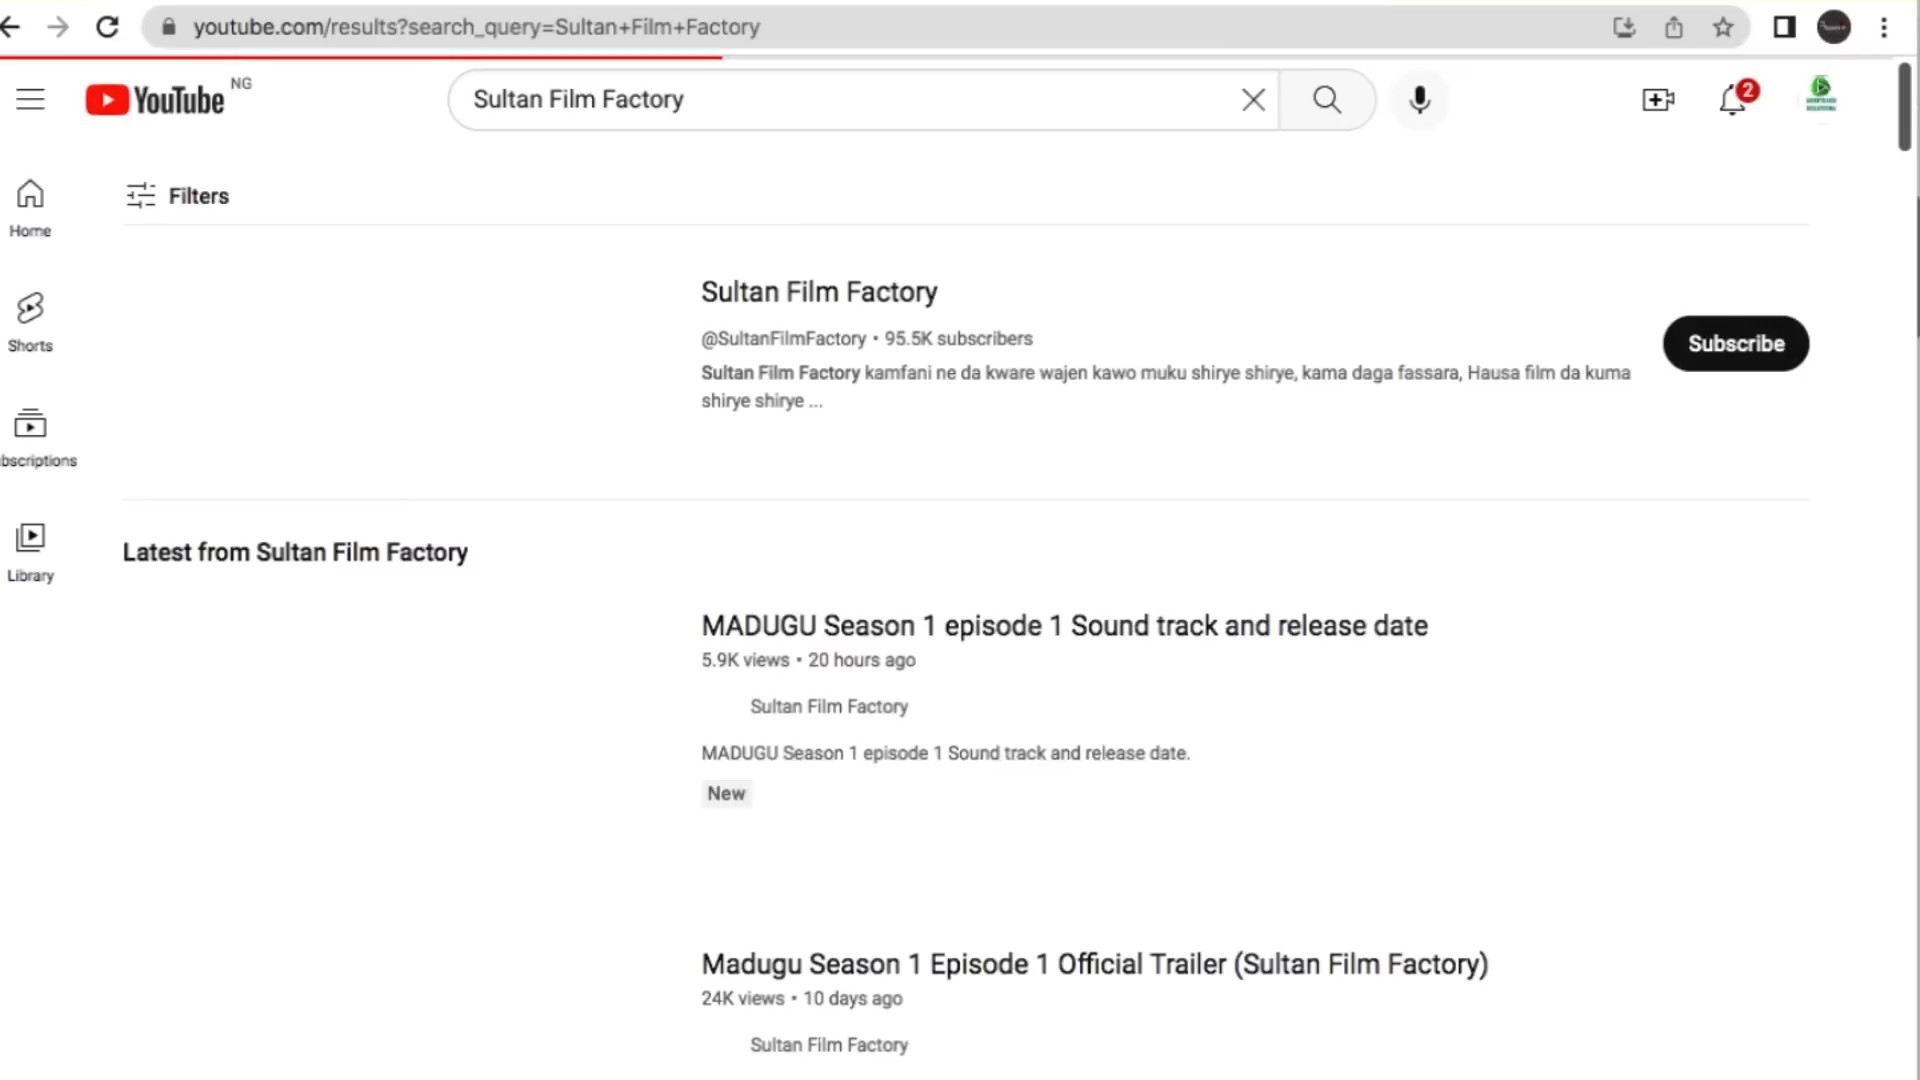 youtube.com/results?search_query=Sultan+Film+Factory
YouTube NG
Sultan Film Factory
2
Filters
Home
Shorts
bscriptions
Library
Sultan Film Factory
@SultanFilmFactory • 95.5K subscribers
Sultan Film Factory kamfani ne da kware wajen kawo muku shirye shirye, kama daga fassara, Hausa film da kuma
shirye shirye ...
Subscribe
Latest from Sultan Film Factory
MADUGU Season 1 episode 1 Sound track and release date
5.9K views • 20 hours ago
Sultan Film Factory
MADUGU Season 1 episode 1 Sound track and release date.
New
Madugu Season 1 Episode 1 Official Trailer (Sultan Film Factory)
24K views • 10 days ago
Sultan Film Factory